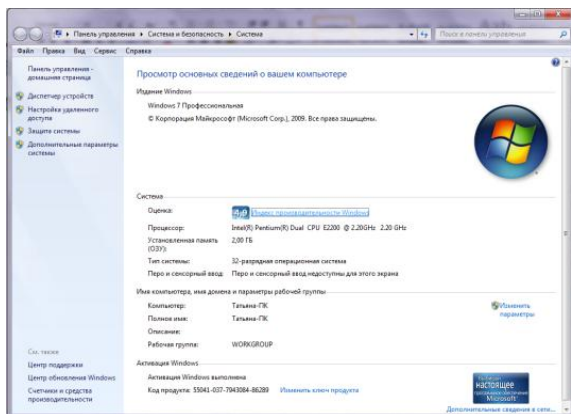 Панель управления ▸ Система и безопасность ▸ Система
Поиск в панели управления
Файл Правка Вид Сервис Справка
Панель управления -
домашняя страница
Диспетчер устройств
Настройка удаленного
доступа
Защита системы
Дополнительные параметры
системы
См. также
Центр поддержки
Центр обновления Windows
Счетчики и средства
производительности
Просмотр основных сведений о вашем компьютере
Издание Windows
Windows 7 Профессиональная
© Корпорация Майкрософт (Microsoft Corp.), 2009. Все права защищены.
Система
Оценка: 4,9 Индекс производительности Windows
Процессор: Intel(R) Pentium(R) Dual CPU E2200 @ 2.20GHz 2.20 GHz
Установленная память
(ОЗУ): 2,00 ГБ
Тип системы: 32-разрядная операционная система
Перо и сенсорный ввод: Перо и сенсорный ввод недоступны для этого экрана
Имя компьютера, имя домена и параметры рабочей группы
Компьютер: Татьяна-ПК
Изменить
параметры
Полное имя: Татьяна-ПК
Описание:
Рабочая группа: WORKGROUP
Активация Windows
Активация Windows выполнена
Код продукта: 55041-037-7943084-86289 Изменить ключ продукта
настоящее
Microsoft
Дополнительные сведения в сети...